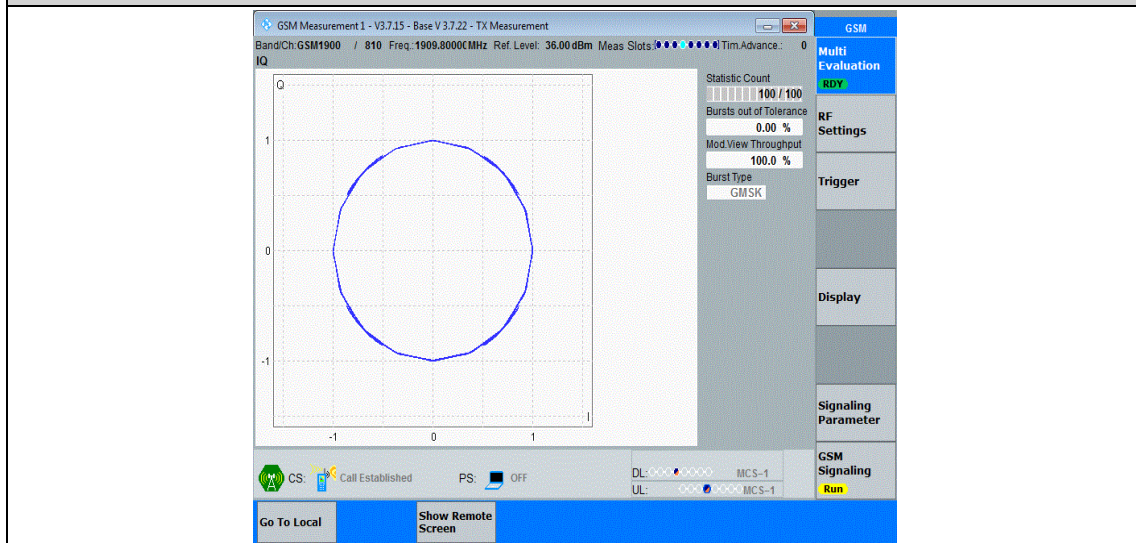 GSM Measurement 1 - V3.7.15 - Base V 3.7.22 - TX Measurement
GSM
Band/Ch: GSM1900 / 810 Freq.: 1909.8000 MHz Ref. Level: 36.00 dBm Meas Slots: Tim.Advance.: 0
IQ
Multi
Evaluation
RDY
Q
Statistic Count
100 / 100
Bursts out of Tolerance
0.00 %
Mod.View Throughput
100.0 %
Burst Type
GMSK
RF
Settings
Trigger
Display
1
0
-1
I
-1 0 1
Signaling
Parameter
GSM
Signaling
Run
CS: Call Established PS: OFF
DL: MCS-1
UL: MCS-1
Go To Local
Show Remote
Screen